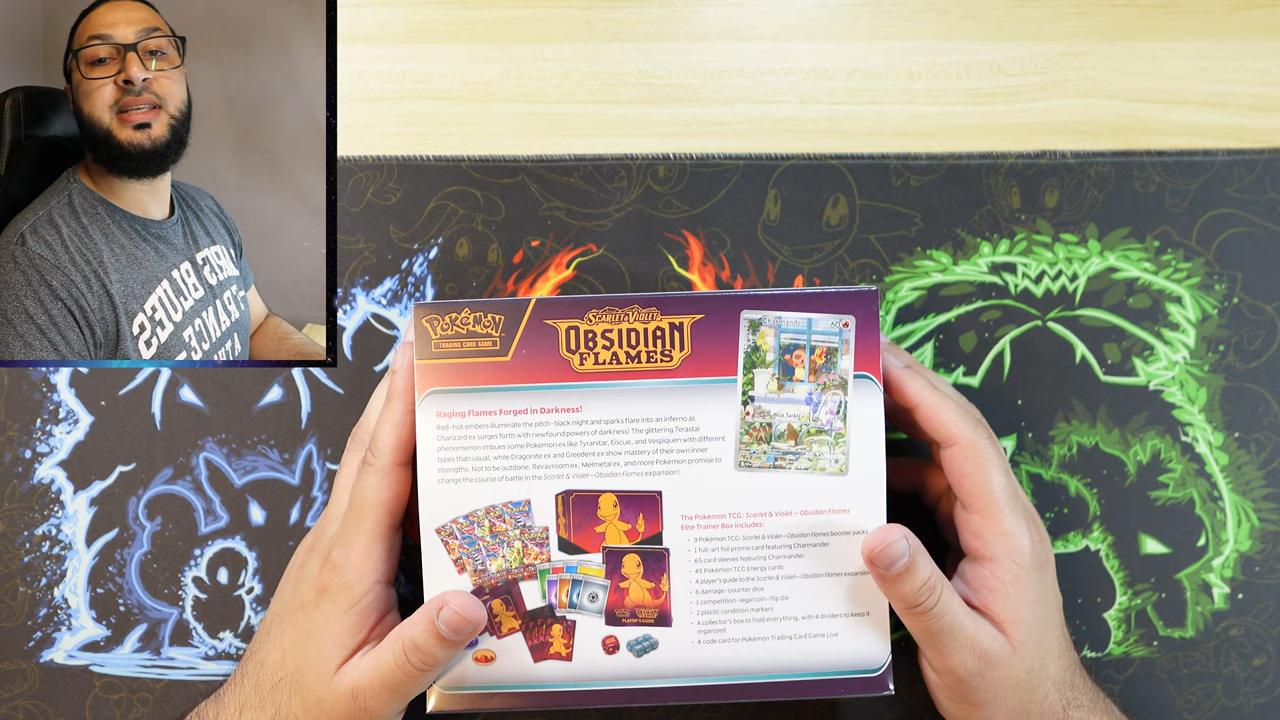 POKÉMON
TRADING CARD GAME
SCARLET & VIOLET
OBSIDIAN
FLAMES
Charmander 60
Raging Flames Forged in Darkness!
Red-hot embers illuminate the pitch-black night and sparks flare into an inferno as
Charizard ex surges forth with newfound powers of darkness! The glittering Terastal
phenomenon imbues some Pokémon ex like Tyranitar, Eiscue, and Vespiquen with different
types than usual, while Dragonite ex and Greedent ex show mastery of their own inner
strengths. Not to be outdone, Revavroom ex, Melmetal ex, and more Pokémon promise to
change the course of battle in the Scarlet & Violet—Obsidian Flames expansion!
The Pokémon TCG: Scarlet & Violet—Obsidian Flames
Elite Trainer Box includes:
• 9 Pokémon TCG: Scarlet & Violet—Obsidian Flames booster packs
• 1 full-art foil promo card featuring Charmander
• 65 card sleeves featuring Charmander
• 45 Pokémon TCG Energy cards
• A player's guide to the Scarlet & Violet—Obsidian Flames expansion
• 6 damage-counter dice
• 1 competition-legal coin-flip die
• 2 plastic condition markers
• A collector's box to hold everything, with 4 dividers to keep it
organized
• A code card for Pokémon Trading Card Game Live
PLAYER'S GUIDE
BLUES